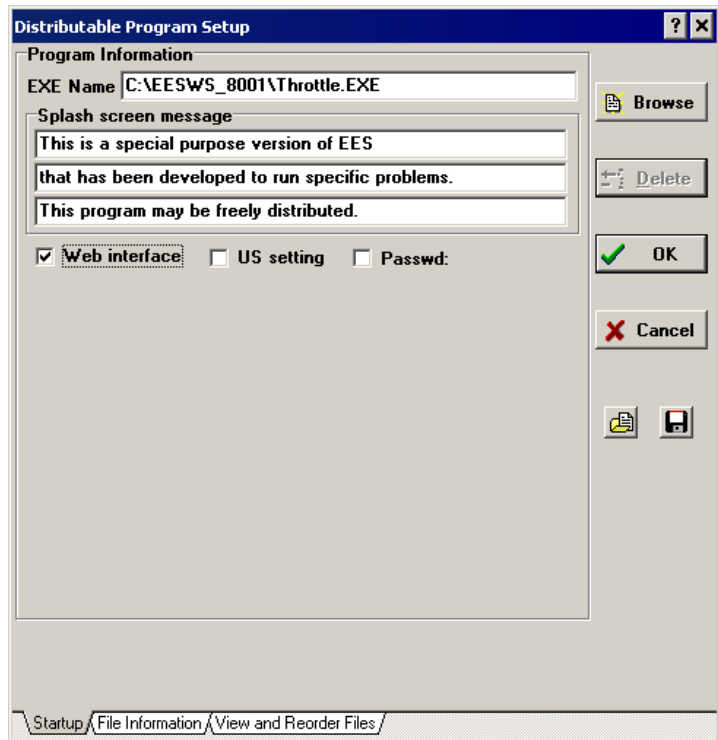 Distributable Program Setup
Program Information
EXE Name C:\EESWS_8001\Throttle.EXE
Splash screen message
This is a special purpose version of EES
that has been developed to run specific problems.
This program may be freely distributed.
Web interface US setting Passwd:
Browse
Delete
OK
Cancel
Startup File Information View and Reorder Files